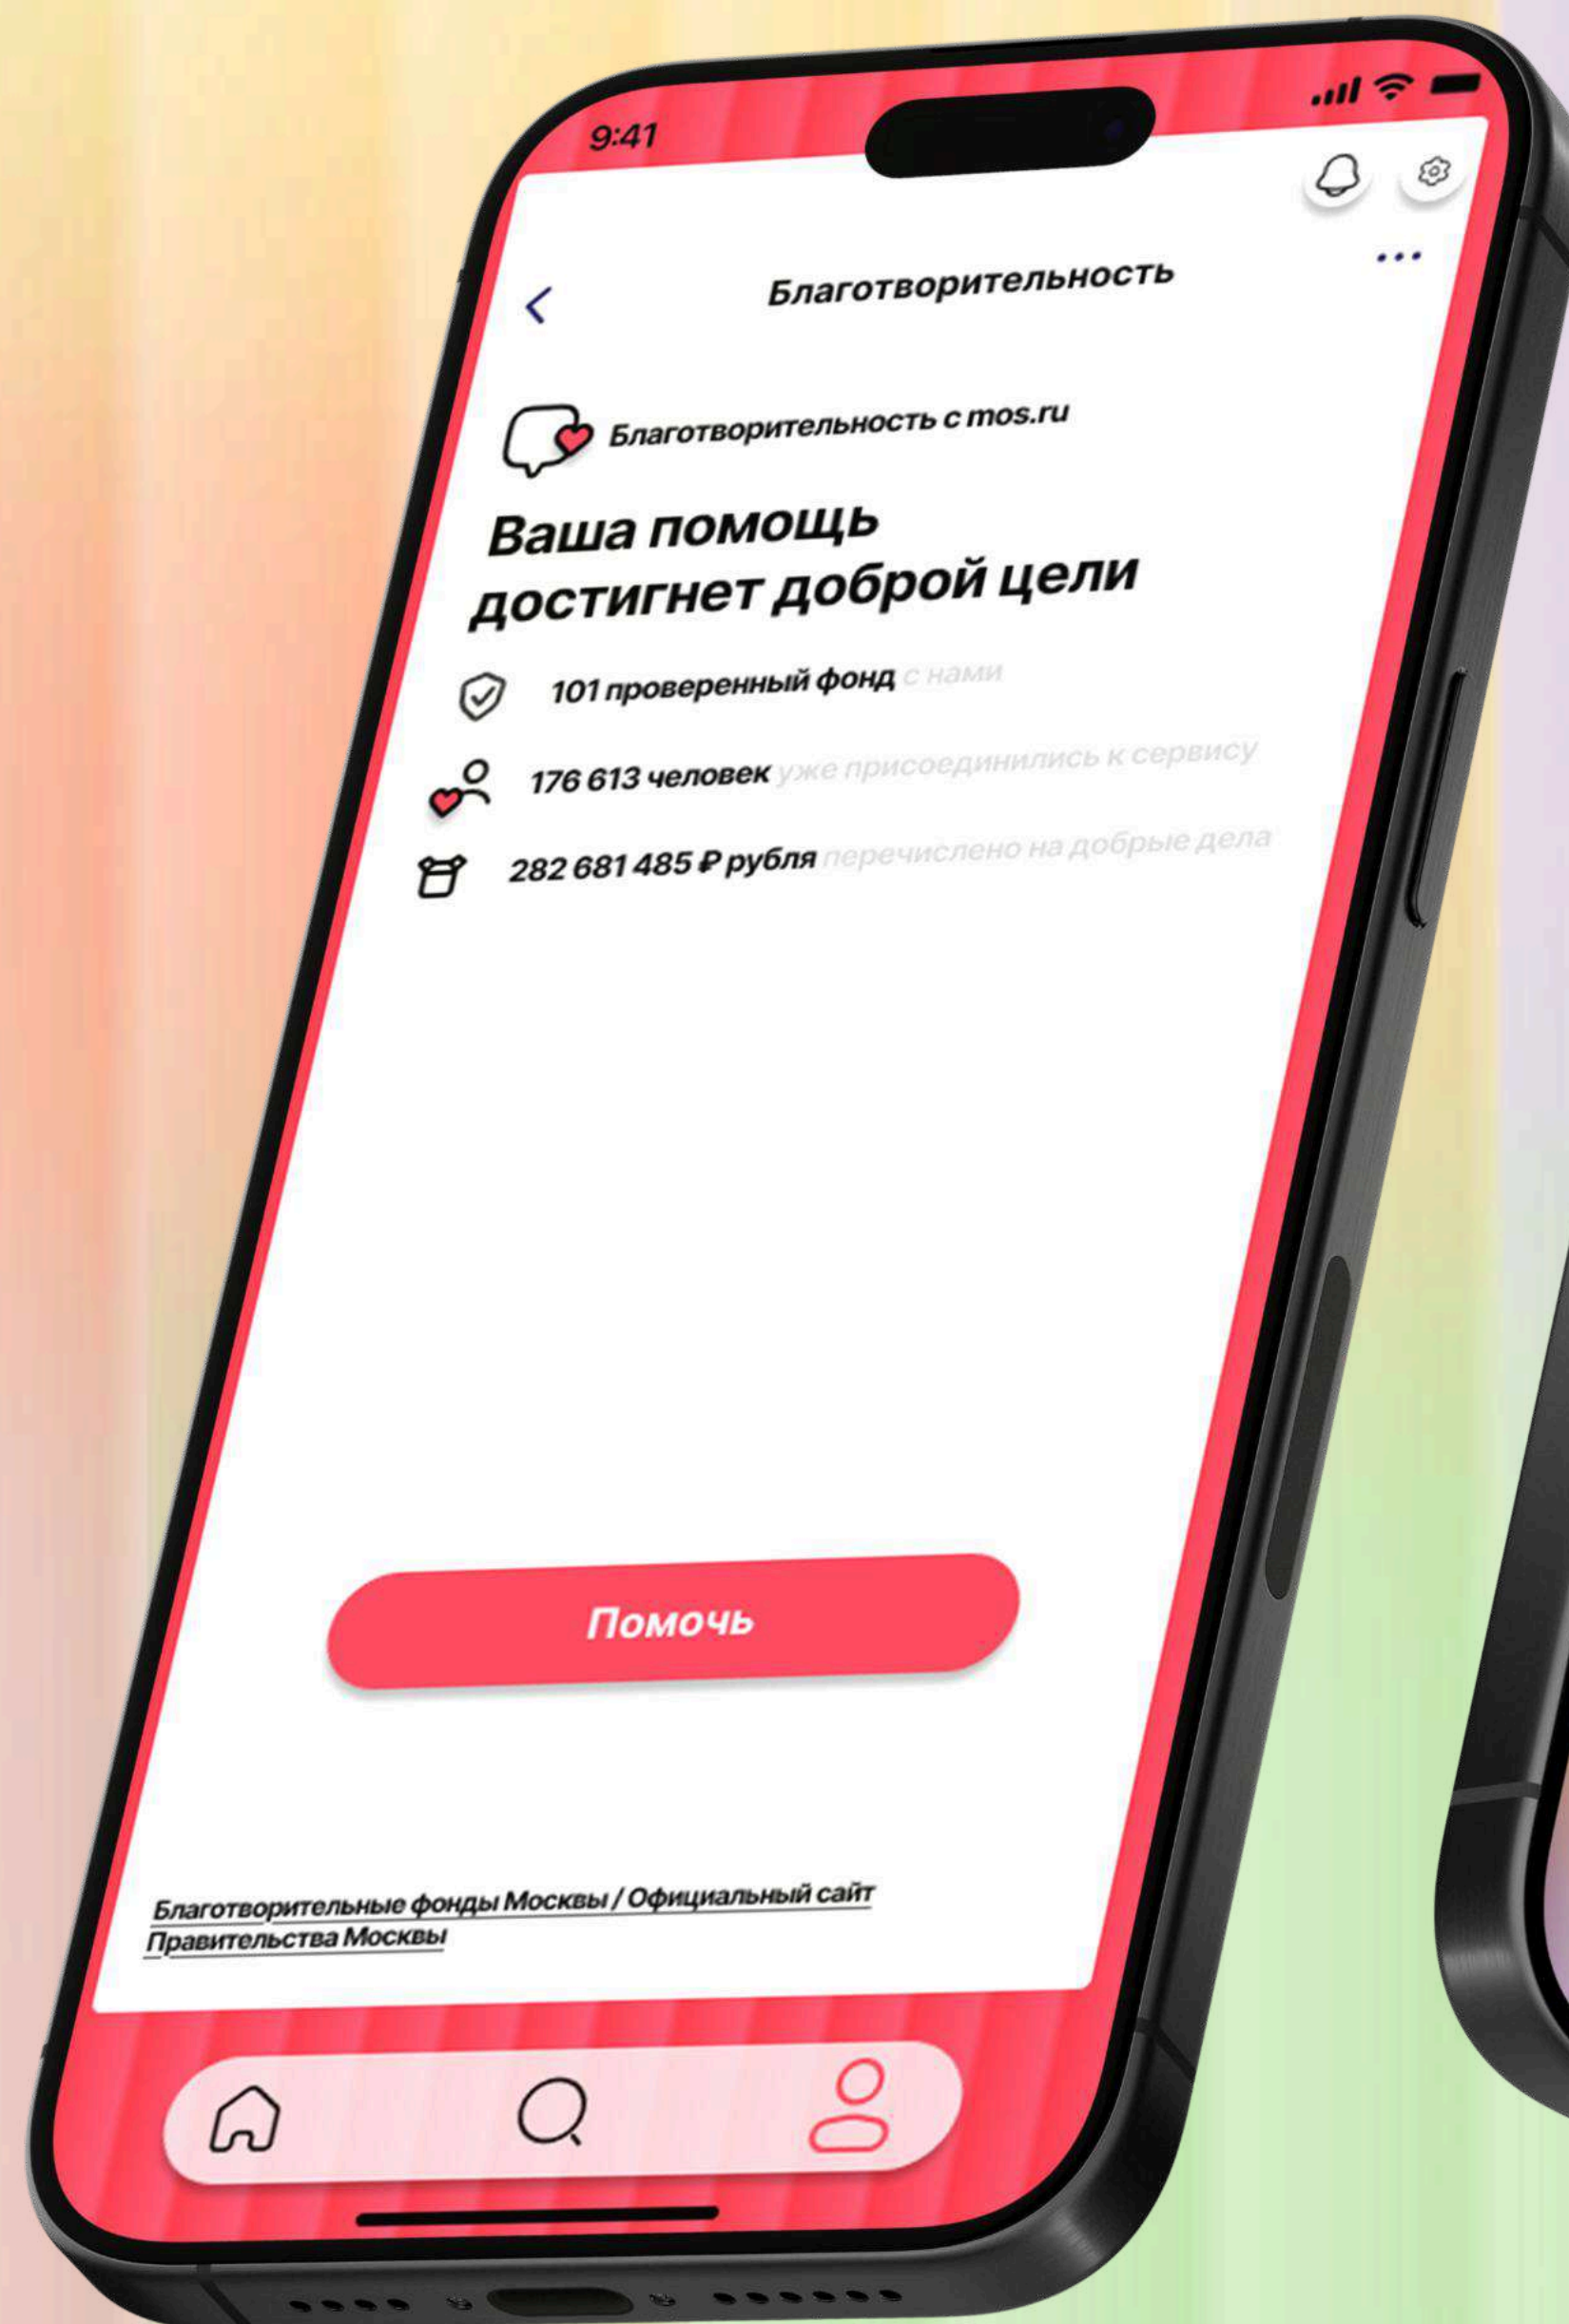 9:41
Благотворительность
Благотворительность с mos.ru
Ваша помощь
достигнет доброй цели
101 проверенный фонд с нами
176 613 человек уже присоединились к сервису
282 681 485 ₽ рубля перечислено на добрые дела
Помочь
Благотворительные фонды Москвы / Официальный сайт
Правительства Москвы